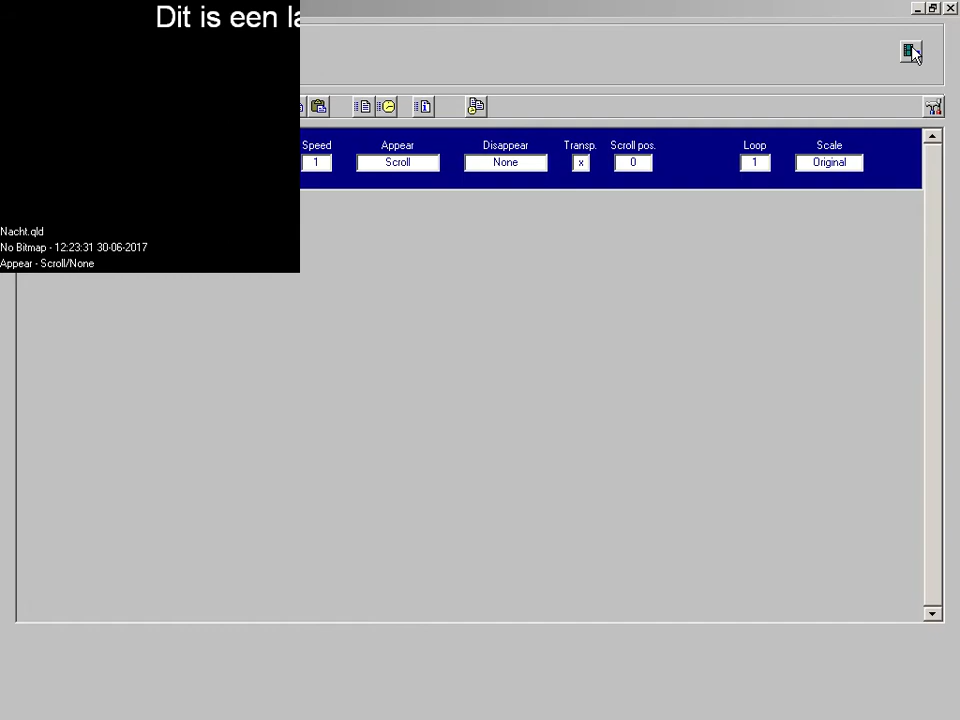 Dit is een
Speed Appear Disappear Transp. Scroll pos. Loop Scale
1 Scroll None x 0 1 Original
Nacht.qld
No Bitmap - 12:23:31 30-06-2017
Appear - Scroll/None